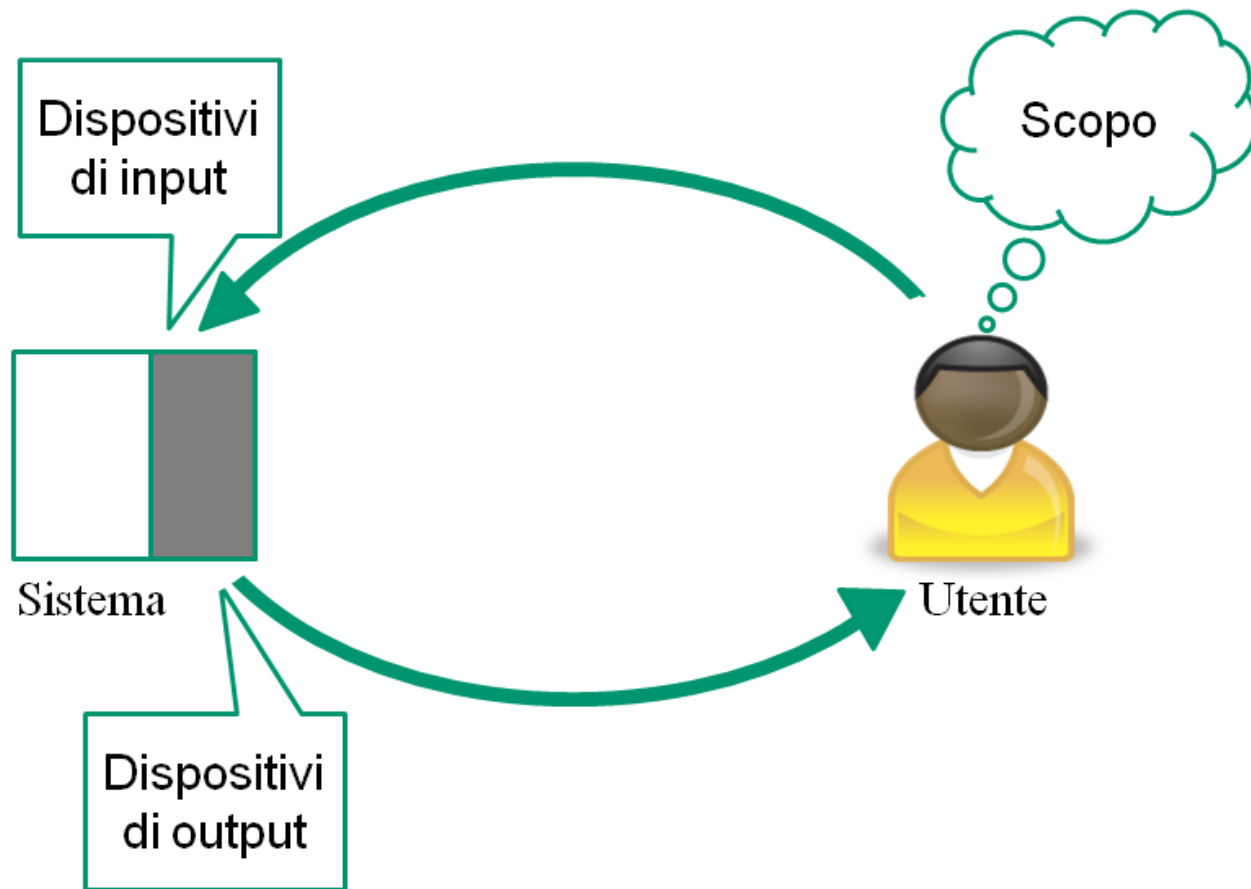 Dispositivi
di input
Scopo
Sistema
Utente
Dispositivi
di output